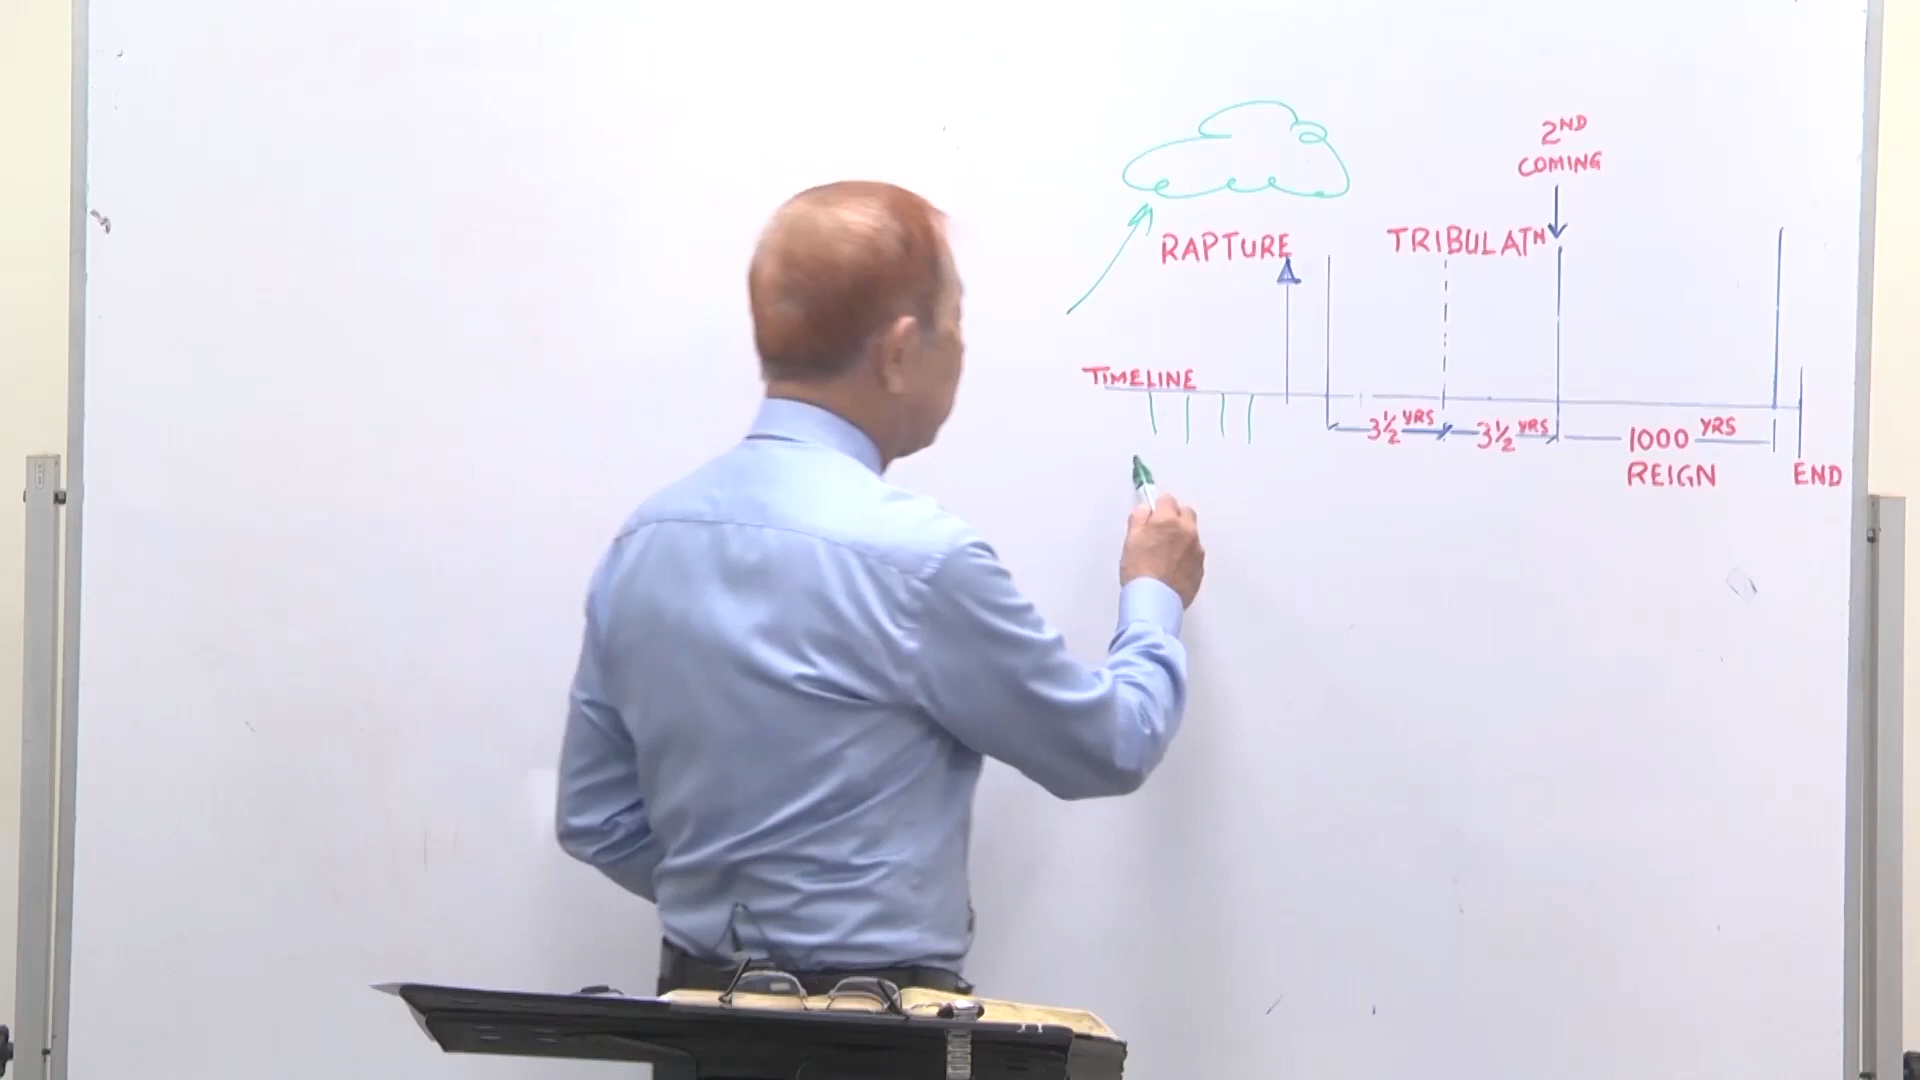 2ND
COMING
RAPTURE TRIBULATN
TIMELINE
3½ YRS 3½ YRS 1000 YRS
REIGN END